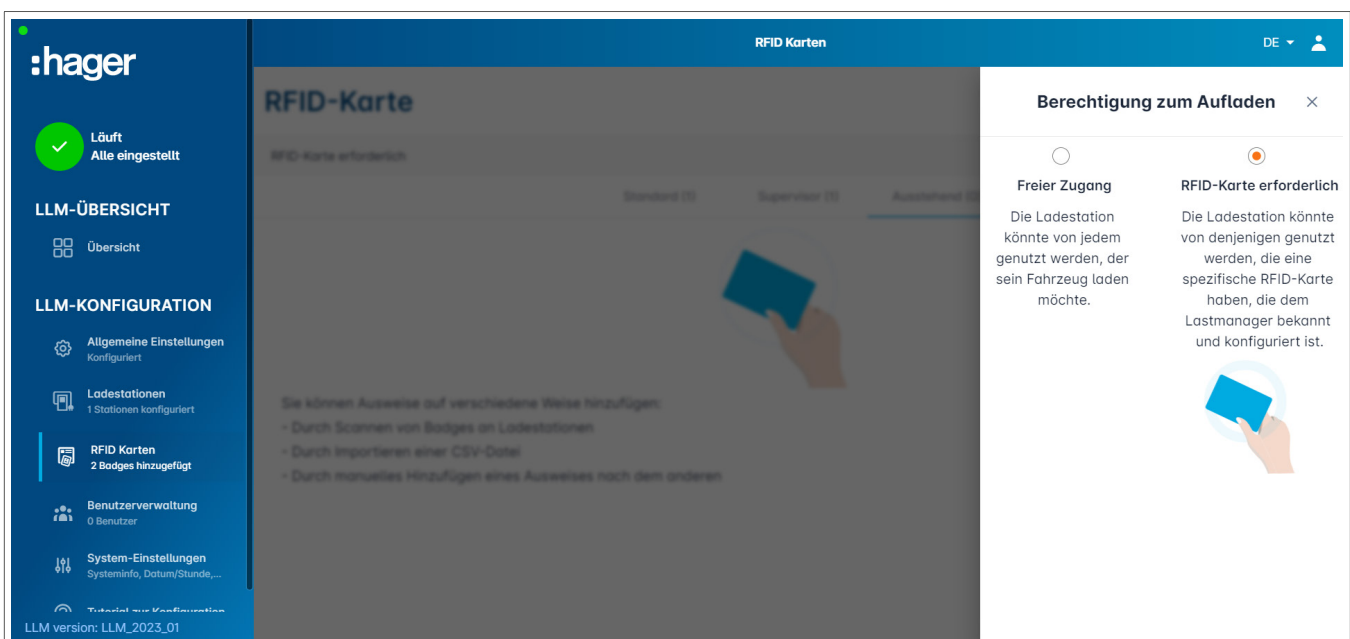 :hager
Läuft
Alle eingestellt
LLM-ÜBERSICHT
Übersicht
LLM-KONFIGURATION
Allgemeine Einstellungen
Konfiguriert
Ladestationen
1 Stationen konfiguriert
RFID Karten
2 Badges hinzugefügt
Benutzerverwaltung
0 Benutzer
System-Einstellungen
Systeminfo, Datum/Stunde,...
Tutorial zur Konfiguration
LLM version: LLM_2023_01
RFID Karten
DE
RFID-Karte
RFID-Karte erforderlich
Standard (1) Supervisor (1) Ausstehend (0
Sie können Ausweise auf verschiedene Weise hinzufügen:
- Durch Scannen von Badges an Ladestationen
- Durch Importieren einer CSV-Datei
- Durch manuelles Hinzufügen eines Ausweises nach dem anderen
Berechtigung zum Aufladen
Freier Zugang
Die Ladestation
könnte von jedem
genutzt werden, der
sein Fahrzeug laden
möchte.
RFID-Karte erforderlich
Die Ladestation könnte
von denjenigen genutzt
werden, die eine
spezifische RFID-Karte
haben, die dem
Lastmanager bekannt
und konfiguriert ist.